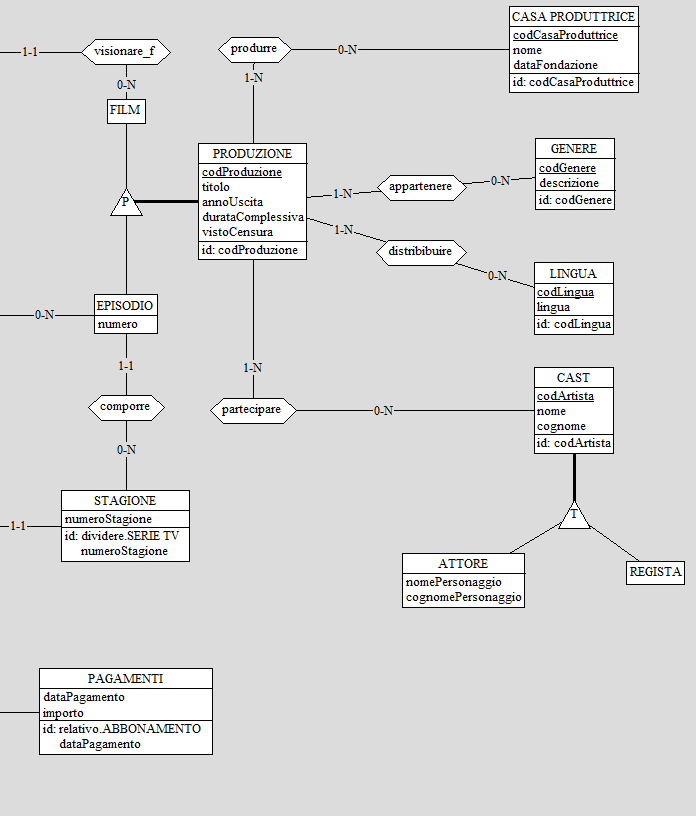 CASA PRODUTTRICE
codCasaProduttrice
nome
dataFondazione
id: codCasaProduttrice
1-1
visionare_f
produrre
0-N
0-N
1-N
FILM
PRODUZIONE
codProduzione
titolo
annoUscita
durataComplessiva
vistoCensura
id: codProduzione
P
GENERE
codGenere
descrizione
id: codGenere
1-N
appartenere
0-N
1-N
distribibuire
0-N
LINGUA
codLingua
lingua
id: codLingua
EPISODIO
numero
0-N
1-1
comporre
0-N
1-N
partecipare
0-N
CAST
codArtista
nome
cognome
id: codArtista
T
STAGIONE
numeroStagione
id: dividere.SERIE TV
numeroStagione
1-1
ATTORE
nomePersonaggio
cognomePersonaggio
REGISTA
PAGAMENTI
dataPagamento
importo
id: relativo.ABBONAMENTO
dataPagamento